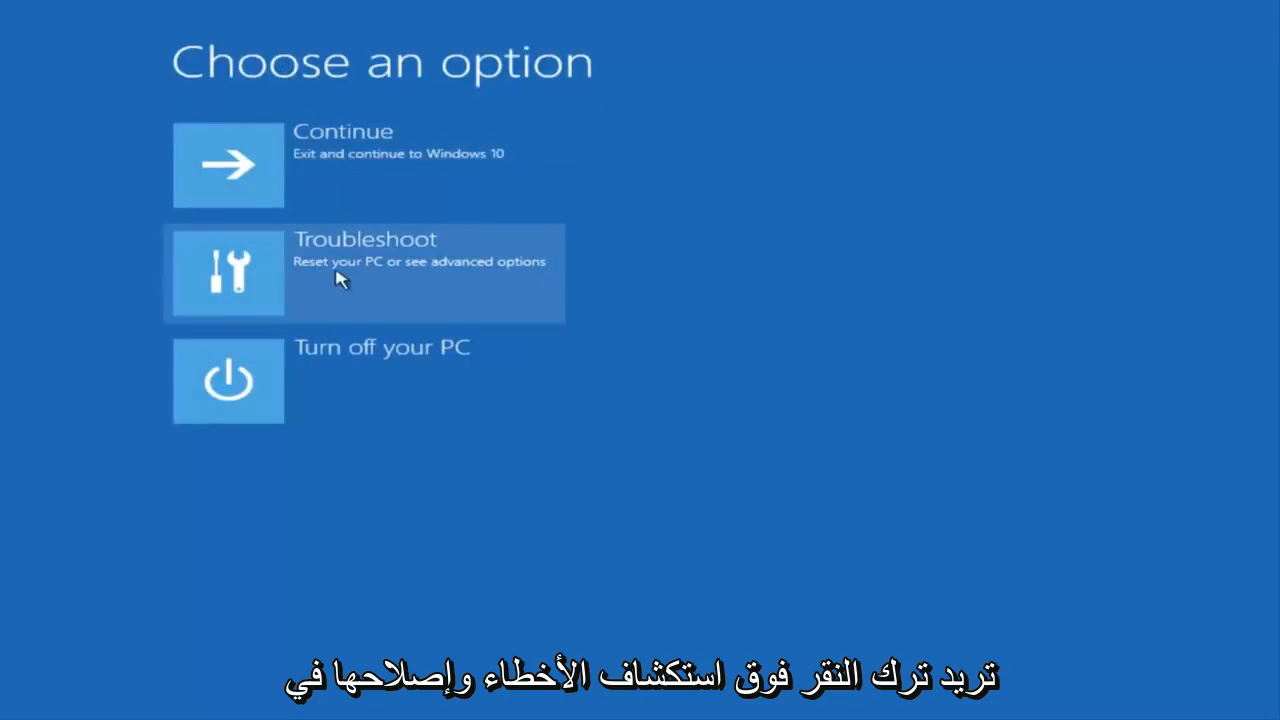 Choose an option
Continue
Exit and continue to Windows 10
Troubleshoot
Reset your PC or see advanced options
Turn off your PC
تريد ترك النقر فوق استكشاف الأخطاء وإصلاحها في